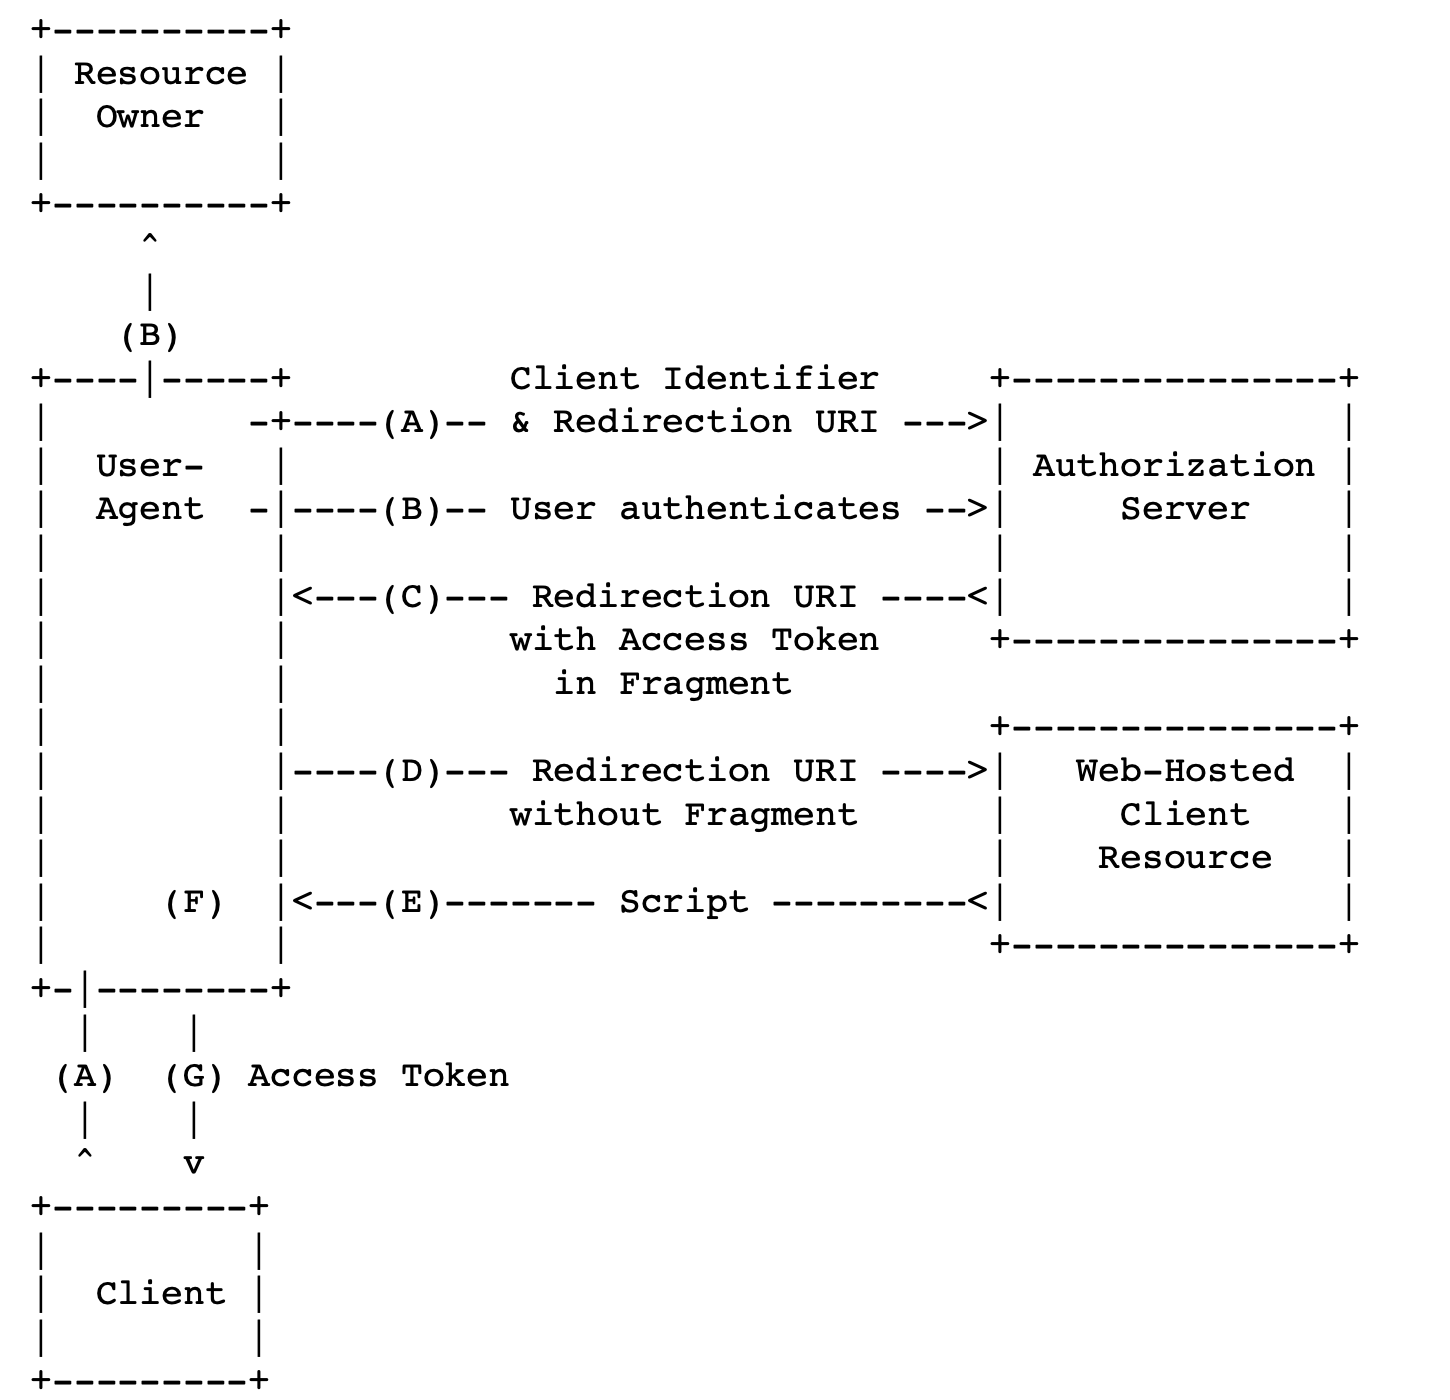 +----------+
| Resource |
|  Owner   |
|          |
+----------+
     ^
     |
    (B)
+----|-----+          Client Identifier     +---------------+
|         -+----(A)-- & Redirection URI --->|               |
|  User-   |                                | Authorization |
|  Agent  -|----(B)-- User authenticates -->|     Server    |
|          |                                |               |
|          |<---(C)--- Redirection URI ----<|               |
|          |          with Access Token     +---------------+
|          |            in Fragment
|          |                                +---------------+
|          |----(D)--- Redirection URI ---->|   Web-Hosted  |
|          |          without Fragment      |     Client    |
|          |                                |    Resource   |
|     (F)  |<---(E)------- Script ---------<|               |
|          |                                +---------------+
+-|--------+
  |    |
 (A)  (G) Access Token
  |    |
  ^    v
+---------+
|         |
|  Client |
|         |
+---------+